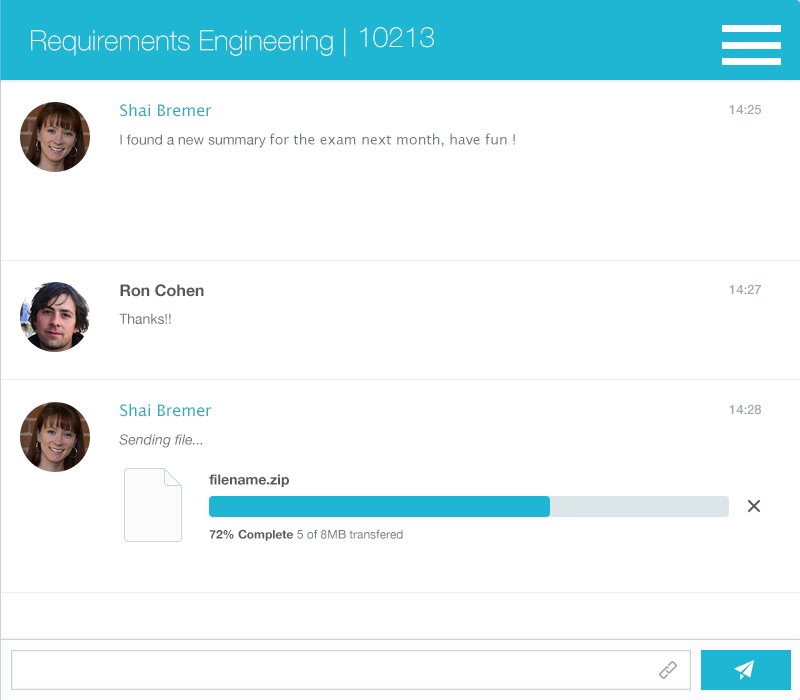 Requirements Engineering | 10213
Shai Bremer 14:25
I found a new summary for the exam next month, have fun !
Ron Cohen 14:27
Thanks!!
Shai Bremer 14:28
Sending file...
filename.zip
72% Complete 5 of 8MB transfered